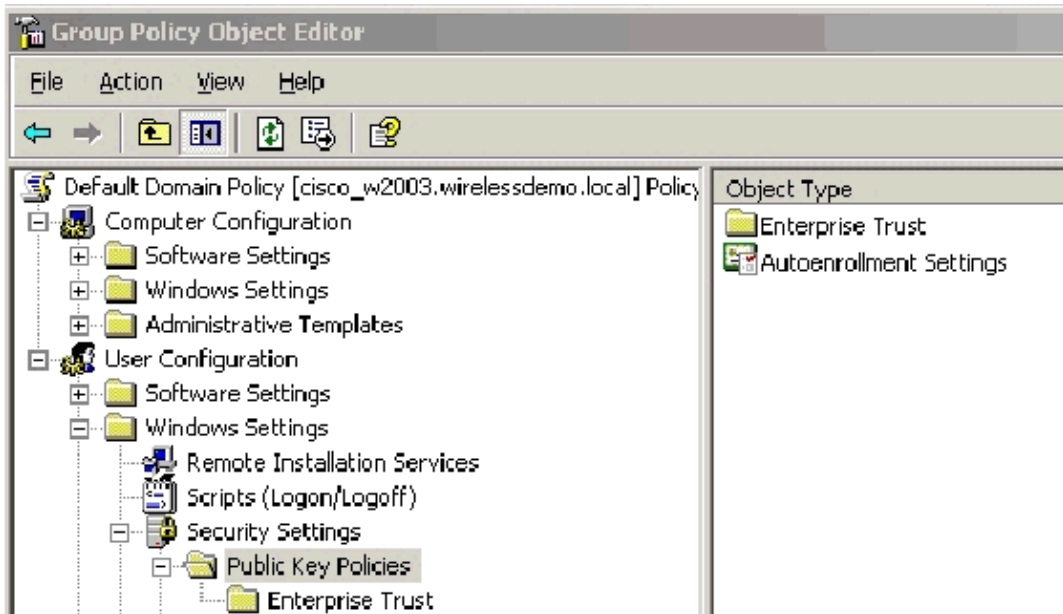 Group Policy Object Editor
File Action View Help
Default Domain Policy [cisco_w2003.wirelessdemo.local] Policy
Computer Configuration
Software Settings
Windows Settings
Administrative Templates
User Configuration
Software Settings
Windows Settings
Remote Installation Services
Scripts (Logon/Logoff)
Security Settings
Public Key Policies
Enterprise Trust
Object Type
Enterprise Trust
Autoenrollment Settings